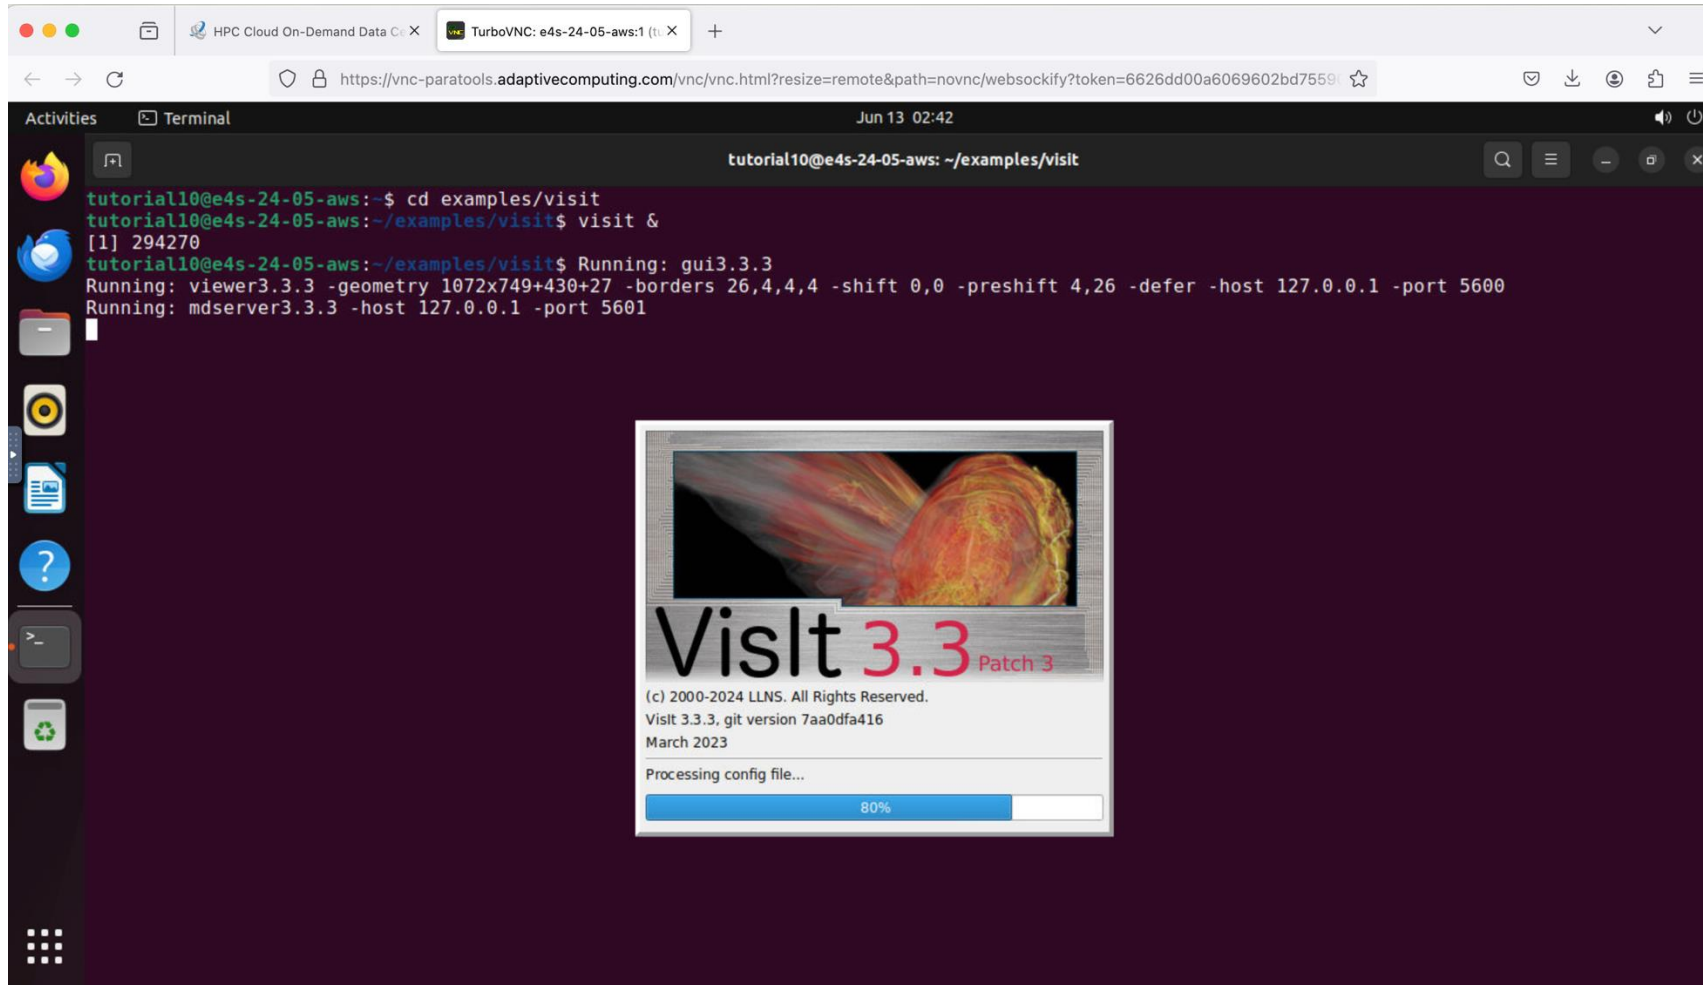 HPC Cloud On-Demand Data Ce
TurboVNC: e4s-24-05-aws:1 (tu
https://vnc-paratools.adaptivecomputing.com/vnc/vnc.html?resize=remote&path=novnc/websockify?token=6626dd00a6069602bd7559
Activities Terminal Jun 13 02:42
tutorial10@e4s-24-05-aws: ~/examples/visit
tutorial10@e4s-24-05-aws:~$ cd examples/visit
tutorial10@e4s-24-05-aws:~/examples/visit$ visit &
[1] 294270
tutorial10@e4s-24-05-aws:~/examples/visit$ Running: gui3.3.3
Running: viewer3.3.3 -geometry 1072x749+430+27 -borders 26,4,4,4 -shift 0,0 -preshift 4,26 -defer -host 127.0.0.1 -port 5600
Running: mdserver3.3.3 -host 127.0.0.1 -port 5601
VisIt 3.3 Patch 3
(c) 2000-2024 LLNS. All Rights Reserved.
VisIt 3.3.3, git version 7aa0dfa416
March 2023
Processing config file...
80%